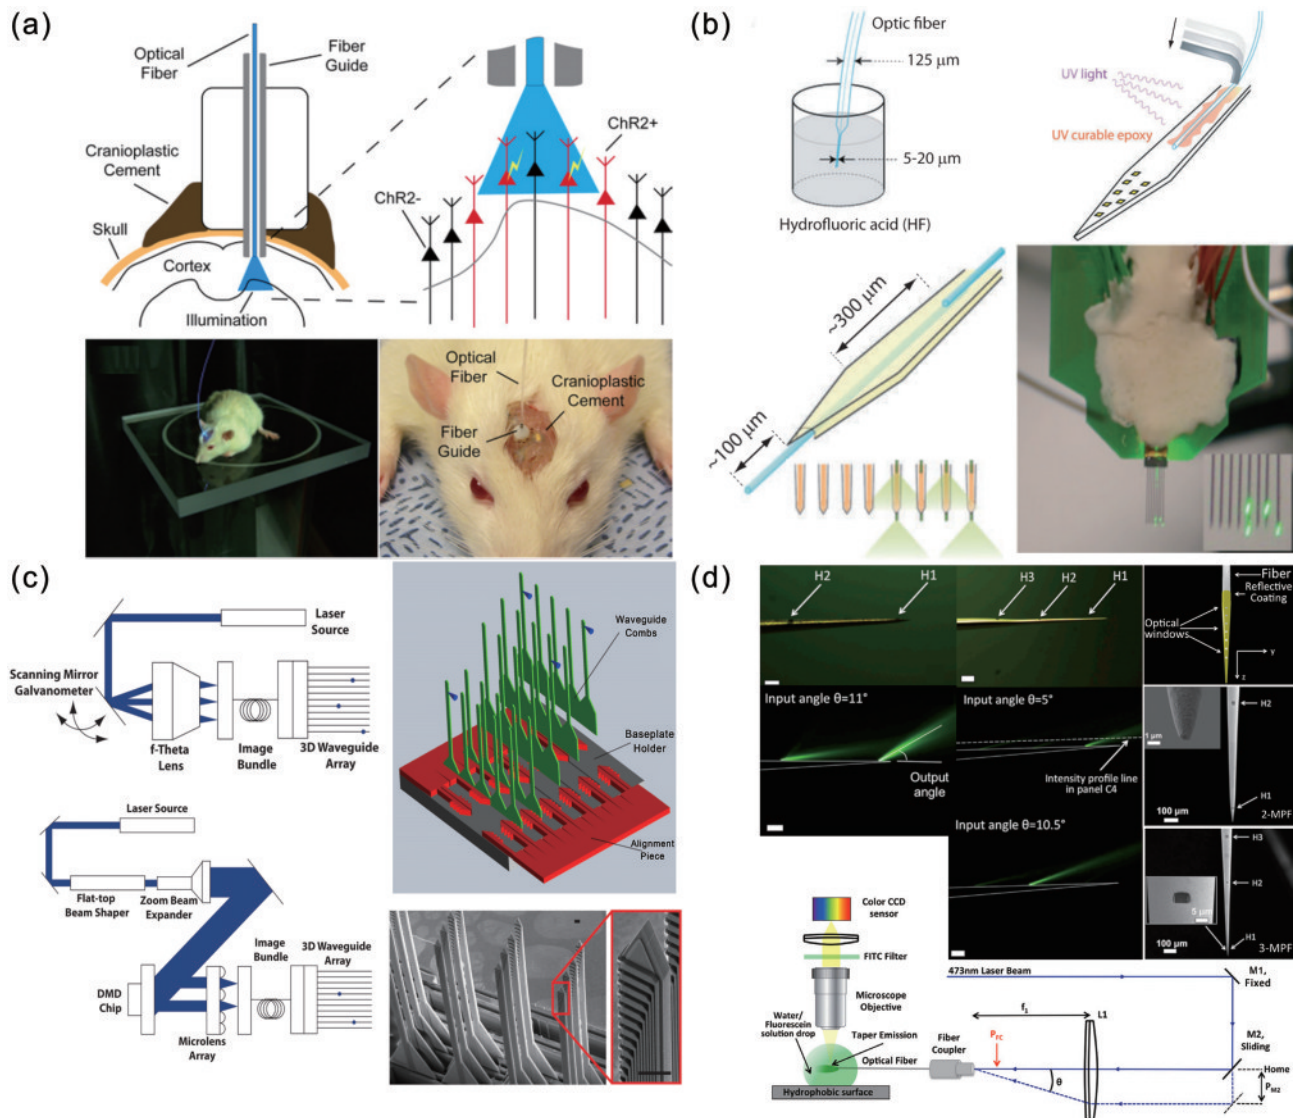 (a)
Optical
Fiber
Fiber
Guide
Cranioplastic
Cement
Skull
Cortex
Illumination
ChR2+
ChR2-
Optical
Fiber
Cranioplastic
Cement
Fiber
Guide
(b)
Optic fiber
125 µm
5-20 µm
Hydrofluoric acid (HF)
UV light
UV curable epoxy
~300 µm
~100 µm
(c)
Laser
Source
Scanning Mirror
Galvanometer
f-Theta
Lens
Image
Bundle
3D Waveguide
Array
Laser Source
Flat-top
Beam Shaper
Zoom Beam
Expander
DMD
Chip
Microlens
Array
Image
Bundle
3D Waveguide
Array
Waveguide
Combs
Baseplate
Holder
Alignment
Piece
(d)
H2
H1
H3
H2
H1
Fiber
Reflective
Coating
Optical
windows
y
z
Input angle θ=11°
Output
angle
Input angle θ=5°
Intensity profile line
in panel C4
Input angle θ=10.5°
H2
1 µm
H1
100 µm
2-MPF
H3
H2
5 µm
H1
100 µm
3-MPF
Color CCD
sensor
FITC Filter
Microscope
Objective
Water/
Fluorescein
solution drop
Taper Emission
Optical Fiber
Hydrophobic surface
Fiber
Coupler
473nm Laser Beam
M1,
Fixed
f1
L1
PFC
M2,
Sliding
Home
θ
PM2